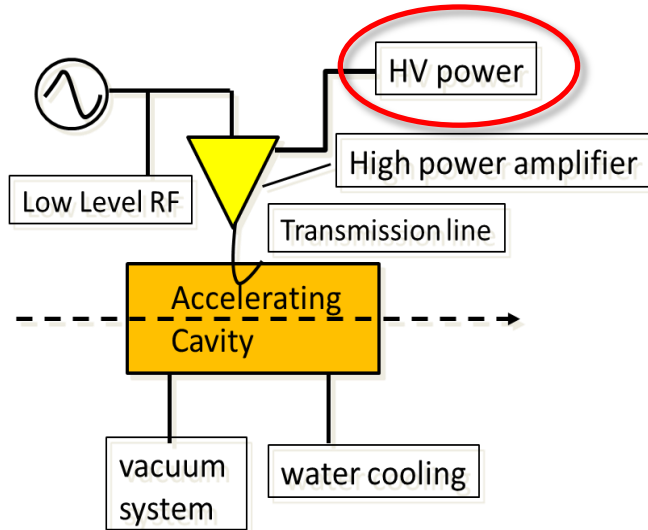 HV power
High power amplifier
Low Level RF
Transmission line
Accelerating
Cavity
vacuum
system
water cooling